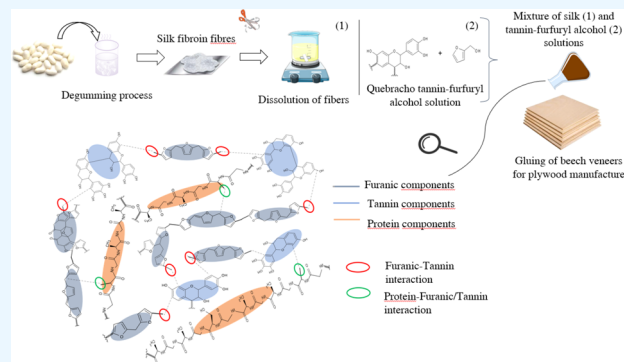 Silk fibroin fibres
(1)
(2)
Mixture of silk (1) and
tannin-furfuryl alcohol (2)
solutions
Degumming process
Dissolution of fibers
Quebracho tannin-furfuryl
alcohol solution
Gluing of beech veneers
for plywood manufacture
Furanic components
Tannin components
Protein components
Furanic-Tannin
interaction
Protein-Furanic/Tannin
interaction